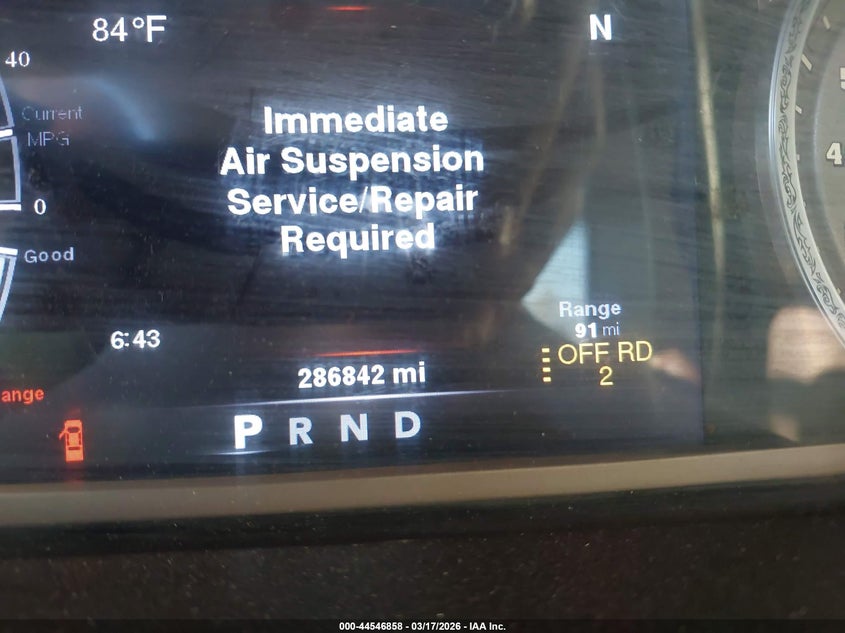 84°F
N
40
Current
MPG
Immediate
Air Suspension
Service/Repair
Required
0
Good
4
Range
91 mi
6:43
OFF RD
2
286842 mi
ange
P R N D
000-44546858 - 03/17/2026 - IAA Inc.